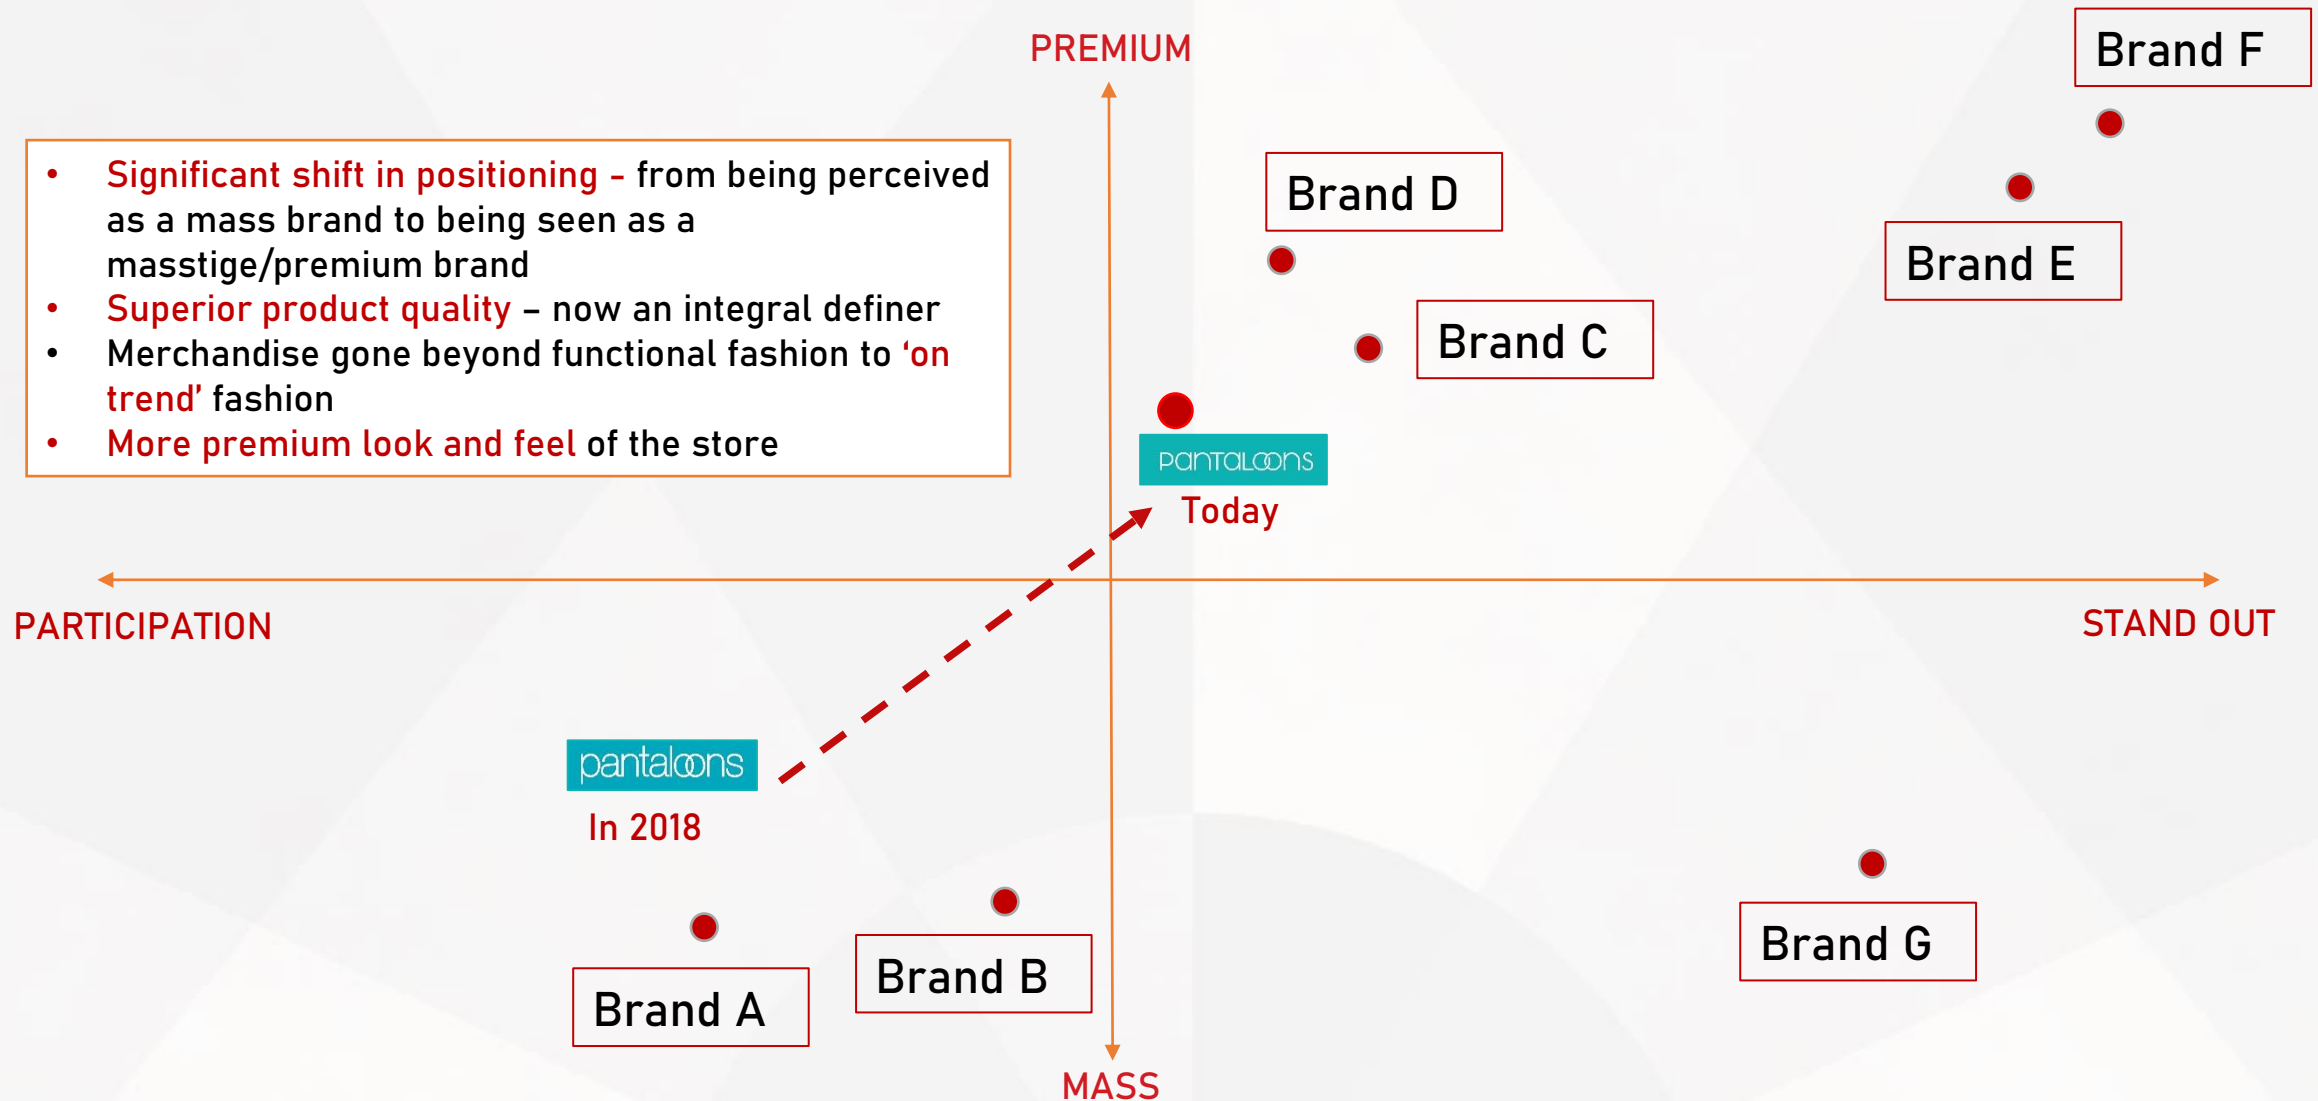 PREMIUM
Brand F
• Significant shift in positioning - from being perceived
as a mass brand to being seen as a
masstige/premium brand
• Superior product quality – now an integral definer
• Merchandise gone beyond functional fashion to ‘on
trend’ fashion
• More premium look and feel of the store
Brand D
Brand E
Brand C
PANTALOONS
Today
PARTICIPATION
STAND OUT
pantaloons
In 2018
Brand G
Brand B
Brand A
MASS